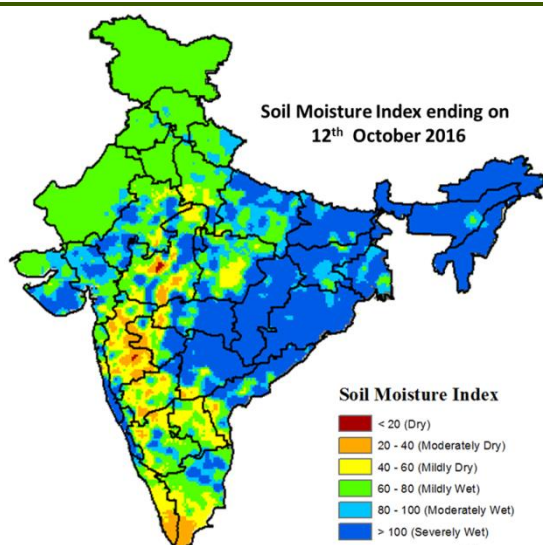 Soil Moisture Index ending on
12th October 2016
Soil Moisture Index
< 20 (Dry)
20 - 40 (Moderately Dry)
40 - 60 (Mildly Dry)
60 - 80 (Mildly Wet)
80 - 100 (Moderately Wet)
> 100 (Severely Wet)